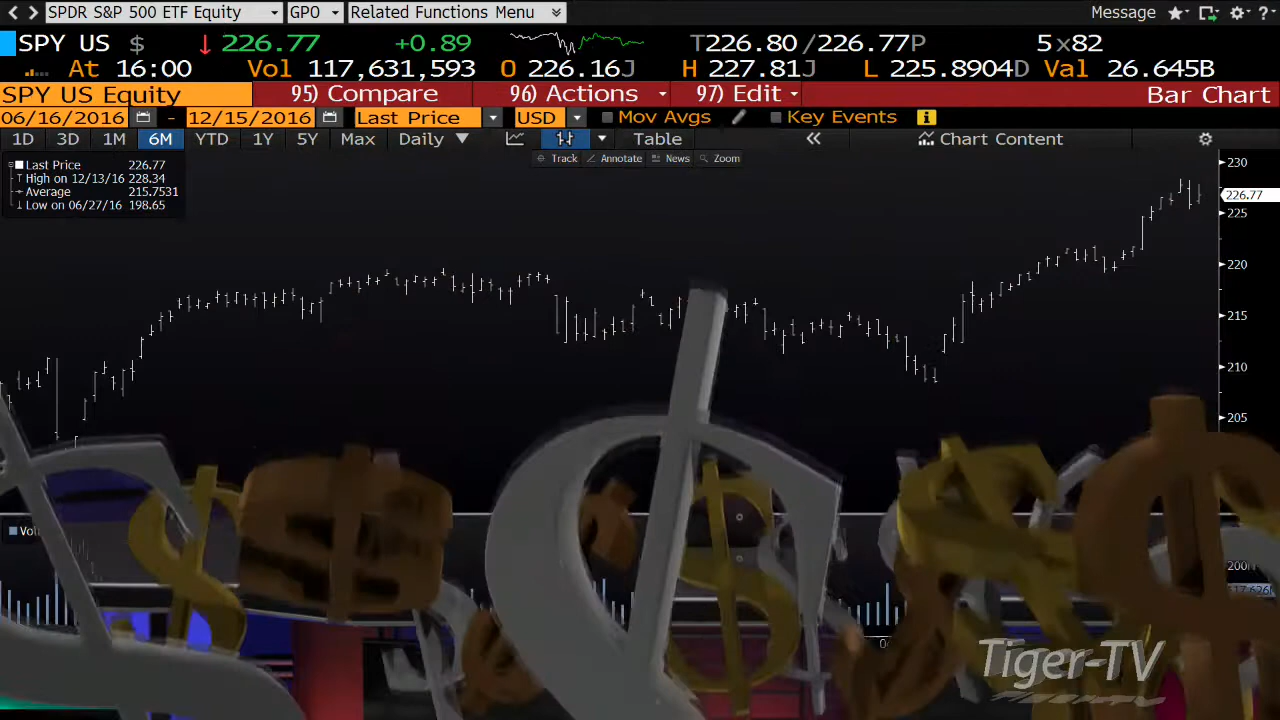 SPDR S&P 500 ETF Equity GPO Related Functions Menu Message ?
SPY US $ ↓ 226.77 +0.89 T226.80 /226.77P 5x82
At 16:00 Vol 117,631,593 O 226.16J H 227.81J L 225.8904D Val 26.645B
SPY US Equity 95) Compare 96) Actions 97) Edit Bar Chart
06/16/2016 - 12/15/2016 Last Price USD Mov Avgs Key Events i
1D 3D 1M 6M YTD 1Y 5Y Max Daily ▼ Table « Chart Content
Track Annotate News Zoom
Last Price 226.77
High on 12/13/16 228.34
Average 215.7531
Low on 06/27/16 198.65
230
226.77
225
220
215
210
205
200M
Tiger-TV